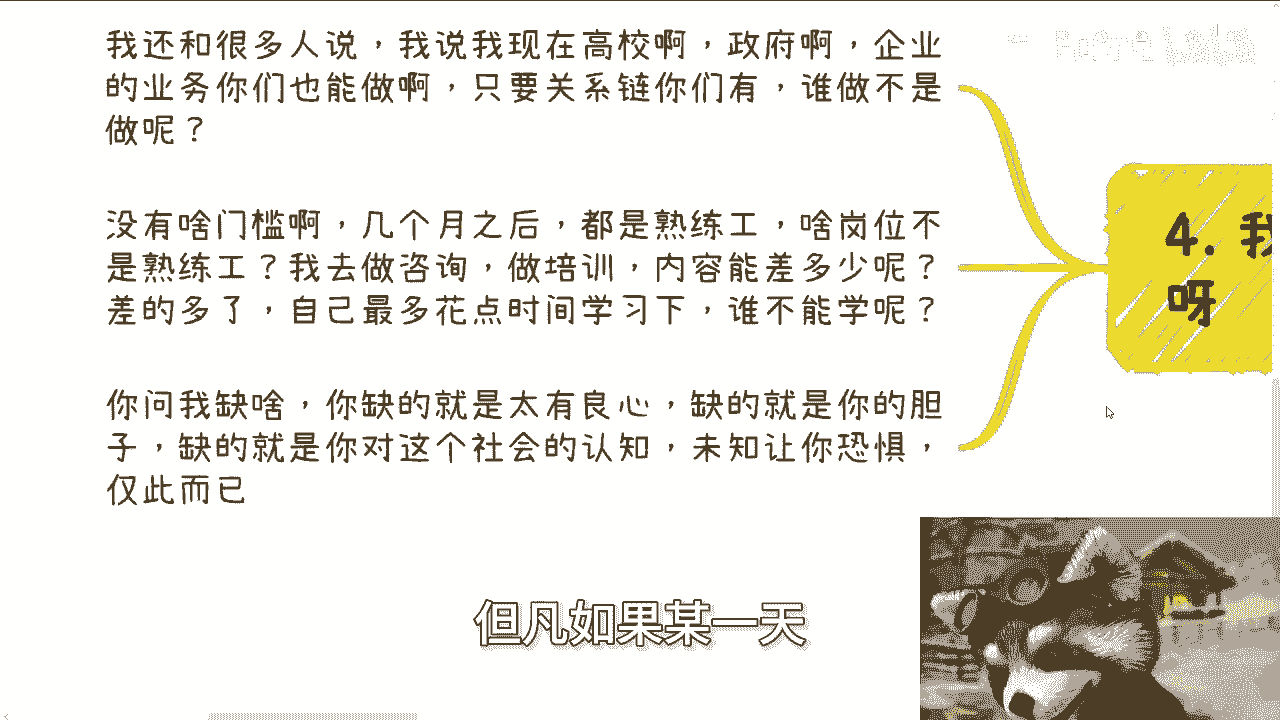 我还和很多人说，我说我现在高校啊，政府啊，企业
的业务你们也能做啊，只要关系链你们有，谁做不是
做呢？
没有啥门槛啊，几个月之后，都是熟练工，啥岗位不
是熟练工？我去做咨询，做培训，内容能差多少呢？
差的多了，自己最多花点时间学习下，谁不能学呢？
你问我缺啥，你缺的就是太有良心，缺的就是你的胆
子，缺的就是你对这个社会的认知，未知让你恐惧，
仅此而已
4. 我
呀
但凡如果某一天